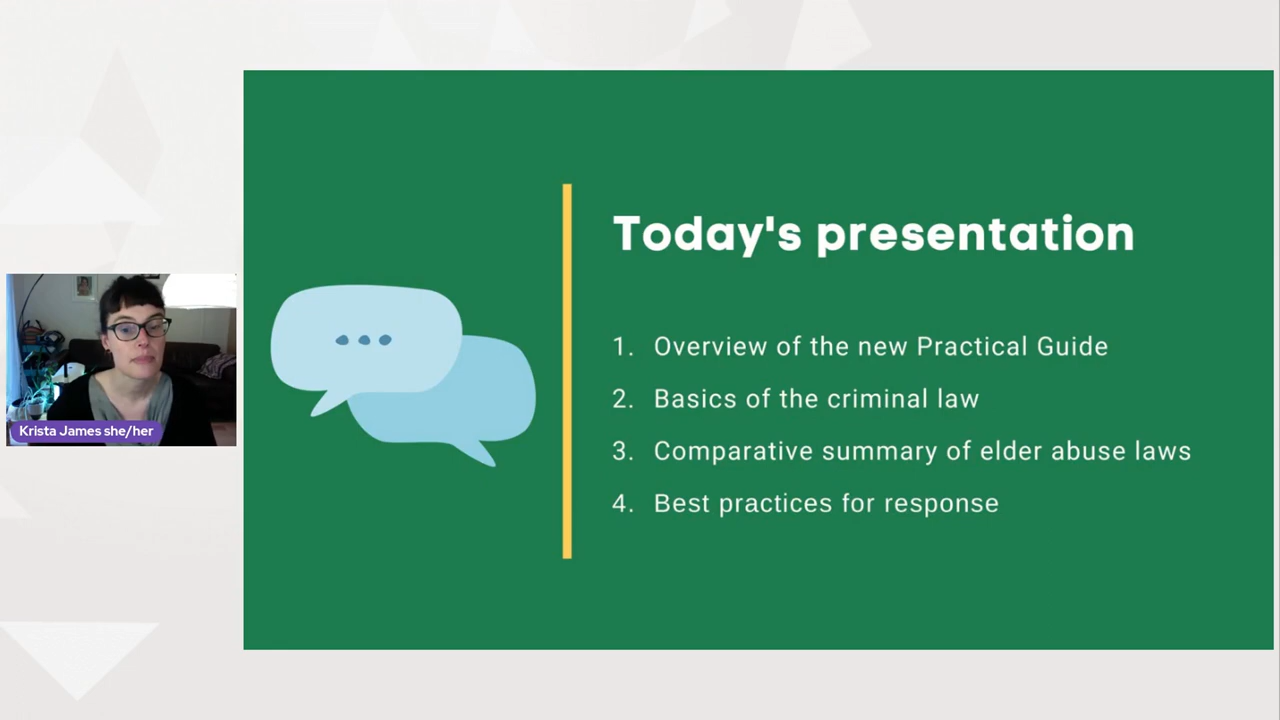 Today's presentation
1. Overview of the new Practical Guide
2. Basics of the criminal law
3. Comparative summary of elder abuse laws
4. Best practices for response
Krista James she/her